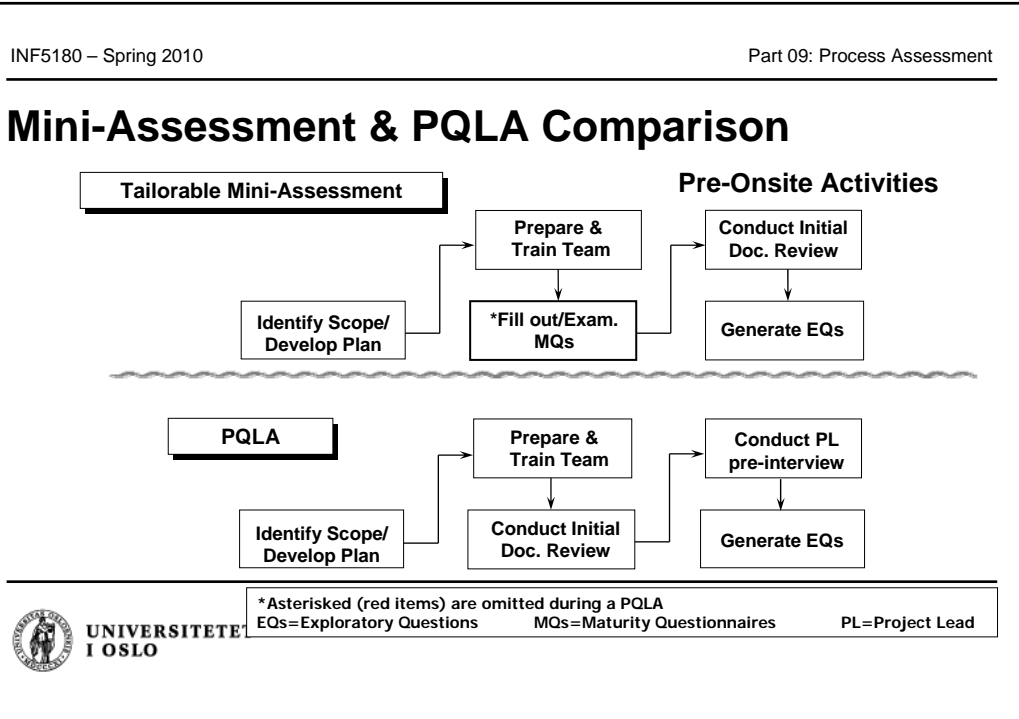 INF5180 – Spring 2010
Part 09: Process Assessment
Mini-Assessment & PQLA Comparison
Tailorable Mini-Assessment
Pre-Onsite Activities
Identify Scope/
Develop Plan
Prepare &
Train Team
*Fill out/Exam.
MQs
Conduct Initial
Doc. Review
Generate EQs
PQLA
Identify Scope/
Develop Plan
Prepare &
Train Team
Conduct Initial
Doc. Review
Conduct PL
pre-interview
Generate EQs
*Asterisked (red items) are omitted during a PQLA
EQs=Exploratory Questions MQs=Maturity Questionnaires PL=Project Lead
UNIVERSITETET
I OSLO